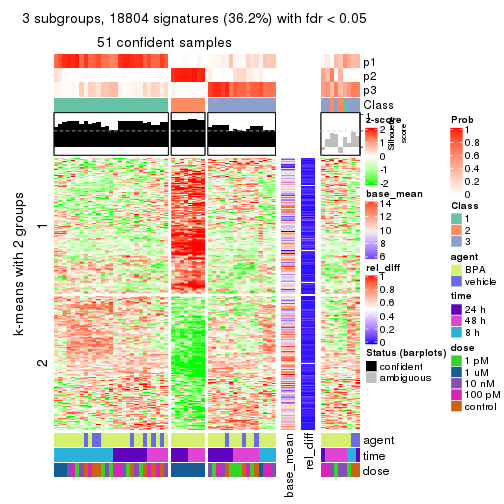 3 subgroups, 18804 signatures (36.2%) with fdr < 0.05
51 confident samples
p1
p2
p3
Class
z-score
2
1
0
-1
-2
Silhouette
score
base_mean
14
12
10
8
6
rel_diff
1
0.8
0.6
0.4
0.2
0
Status (barplots)
confident
ambiguous
Prob
1
0.8
0.6
0.4
0.2
0
Class
1
2
3
agent
BPA
vehicle
time
24 h
48 h
8 h
dose
1 pM
1 uM
10 nM
100 pM
control
k-means with 2 groups
1
2
agent
time
dose
base_mean
rel_diff